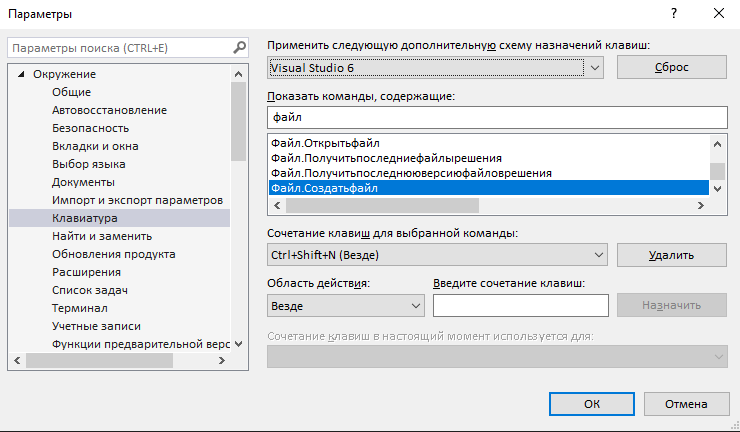 Параметры
Параметры поиска (CTRL+E)
Окружение
Общие
Автовосстановление
Безопасность
Вкладки и окна
Выбор языка
Документы
Импорт и экспорт параметров
Клавиатура
Найти и заменить
Обновления продукта
Расширения
Список задач
Терминал
Учетные записи
Функции предварительной верс
Применить следующую дополнительную схему назначений клавиш:
Visual Studio 6
Сброс
Показать команды, содержащие:
файл
Файл.Открытьфайл
Файл.Получитьпоследниефайлырешения
Файл.Получитьпоследнююверсиюфайловрешения
Файл.Создатьфайл
Сочетание клавиш для выбранной команды:
Ctrl+Shift+N (Везде)
Удалить
Область действия:
Введите сочетание клавиш:
Везде
Назначить
Сочетание клавиш в настоящий момент используется для:
ОК
Отмена